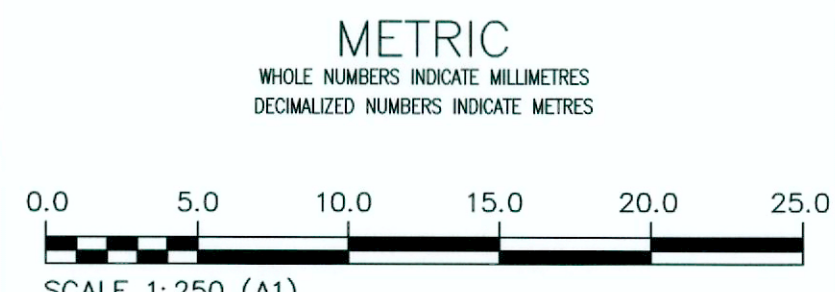 METRIC
WHOLE NUMBERS INDICATE MILLIMETRES
DECIMALIZED NUMBERS INDICATE METRES
0.0 5.0 10.0 15.0 20.0 25.0
SCALE 1:250 (A1)